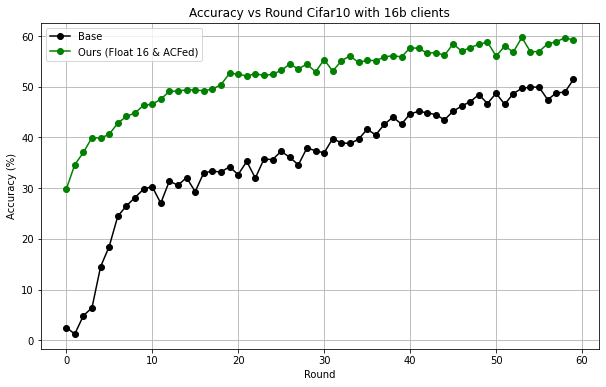 Accuracy vs Round Cifar10 with 16b clients
Base
Ours (Float 16 & ACFed)
Accuracy (%)
60
50
40
30
20
10
0
0 10 20 30 40 50 60
Round